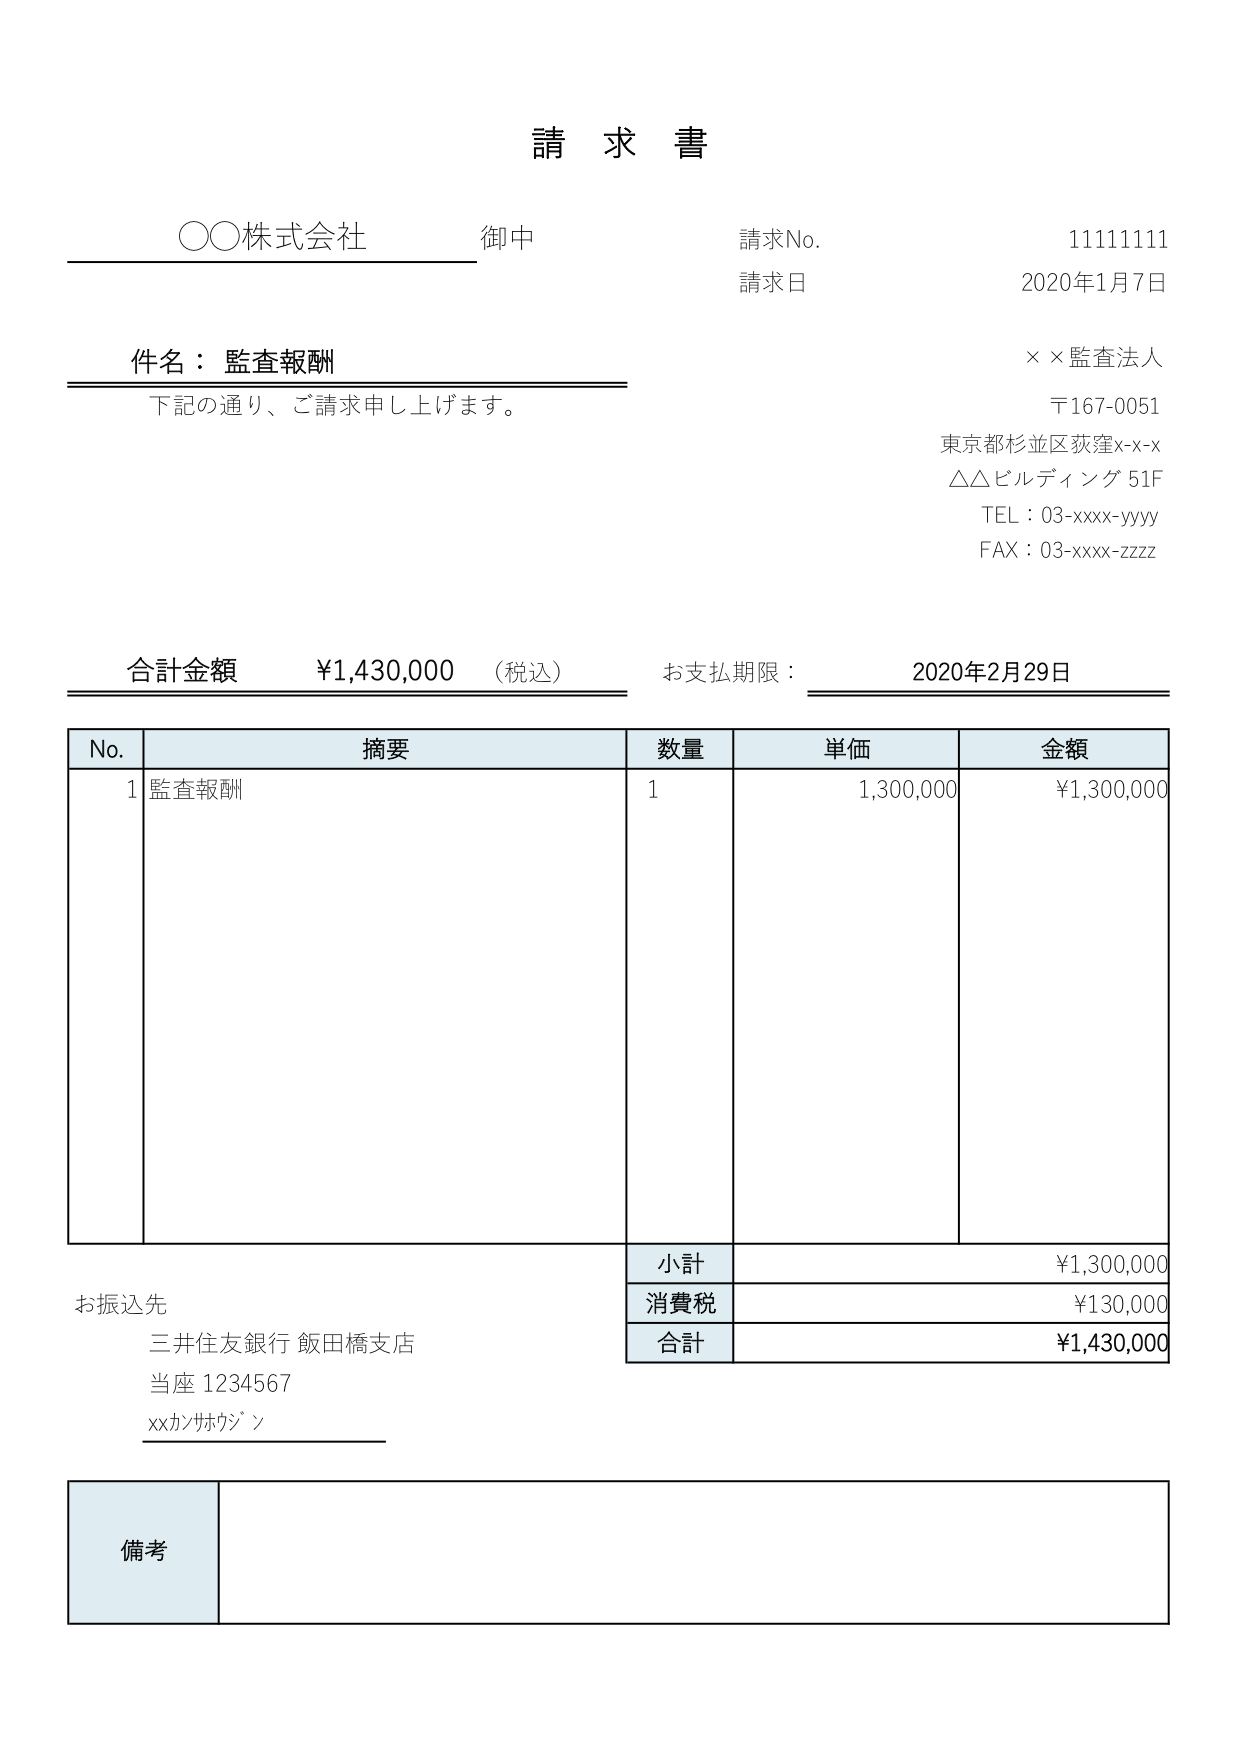 請 求 書
〇〇株式会社 御中
請求No. 11111111
請求日 2020年1月7日
件名： 監査報酬
下記の通り、ご請求申し上げます。
××監査法人
〒167-0051
東京都杉並区荻窪x-x-x
△△ビルディング 51F
TEL：03-xxxx-yyyy
FAX：03-xxxx-zzzz
合計金額 ¥1,430,000 （税込） お支払期限： 2020年2月29日
No. 摘要 数量 単価 金額
1 監査報酬 1 1,300,000 ¥1,300,000
小計 ¥1,300,000
消費税 ¥130,000
合計 ¥1,430,000
お振込先
三井住友銀行 飯田橋支店
当座 1234567
xxｶﾝｻﾎｳｼﾞﾝ
備考